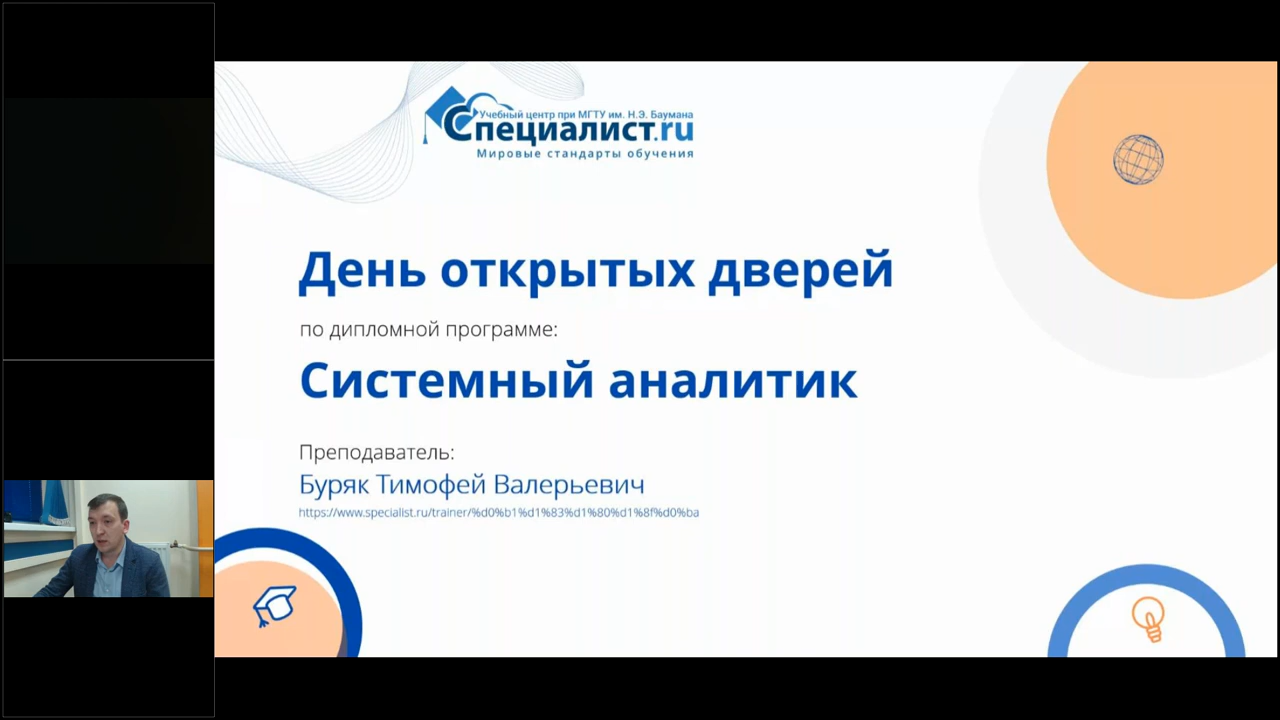 Учебный центр при МГТУ им. Н.Э. Баумана
Специалист.ru
Мировые стандарты обучения
День открытых дверей
по дипломной программе:
Системный аналитик
Преподаватель:
Буряк Тимофей Валерьевич
https://www.specialist.ru/trainer/%d0%b1%d1%83%d1%80%d1%8f%d0%ba